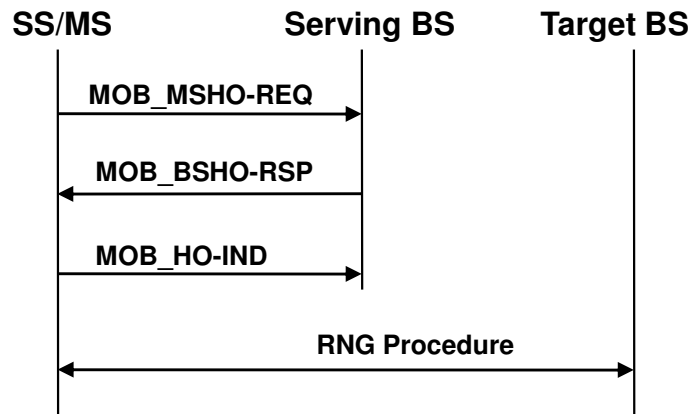 SS/MS
Serving BS
Target BS
MOB_MSHO-REQ
MOB_BSHO-RSP
MOB_HO-IND
RNG Procedure